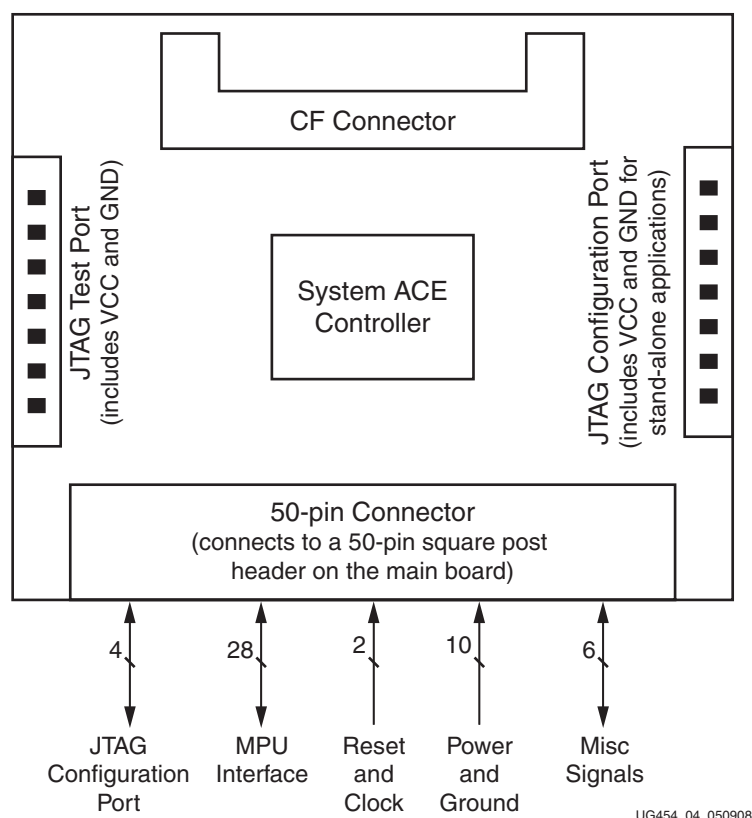 CF Connector
JTAG Test Port
(includes VCC and GND)
System ACE
Controller
JTAG Configuration Port
(includes VCC and GND for
stand-alone applications)
50-pin Connector
(connects to a 50-pin square post
header on the main board)
4
28
2
10
6
JTAG
Configuration
Port
MPU
Interface
Reset
and
Clock
Power
and
Ground
Misc
Signals
UG454_04_050908